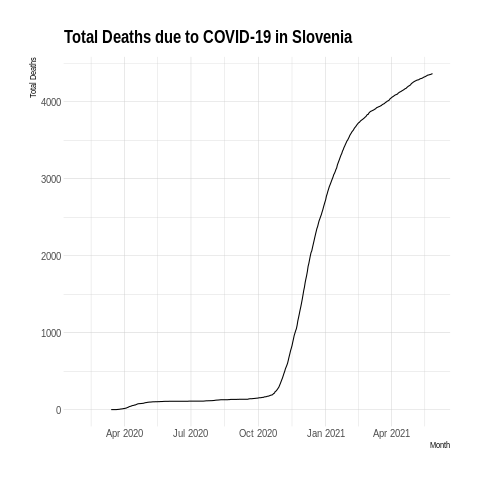 Total Deaths due to COVID-19 in Slovenia
Total Deaths
4000
3000
2000
1000
0
Apr 2020 Jul 2020 Oct 2020 Jan 2021 Apr 2021
Month